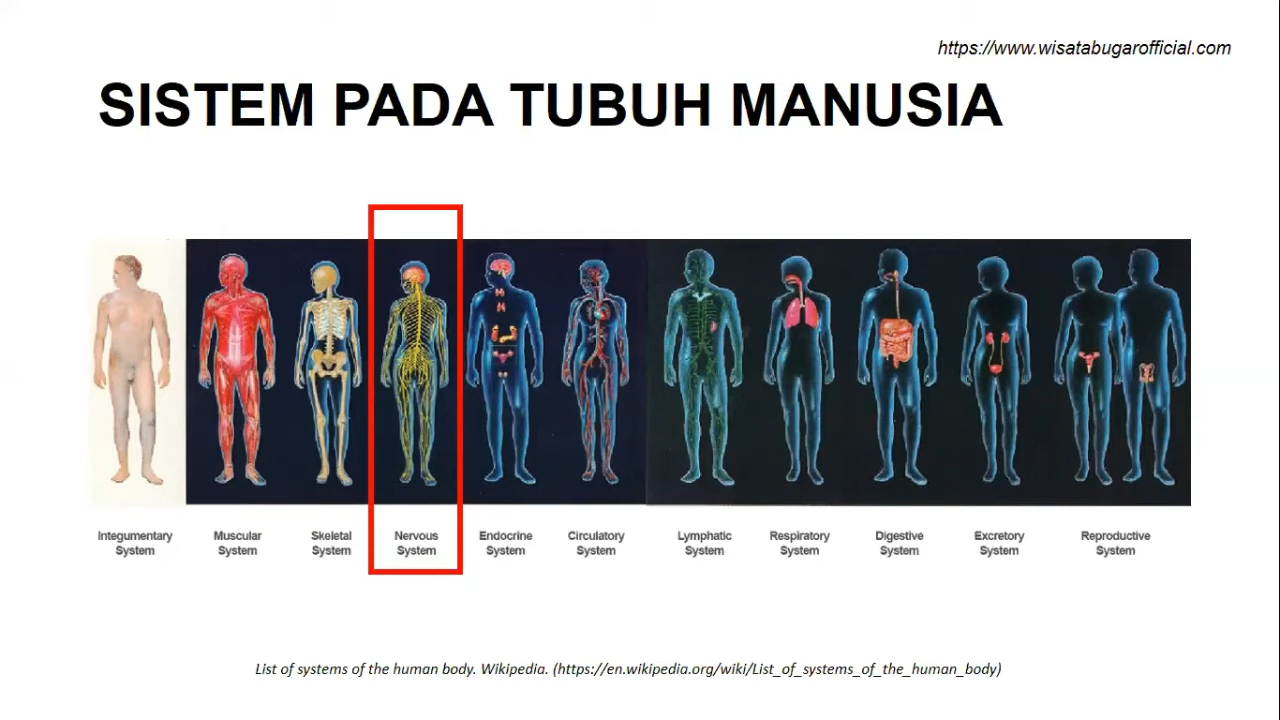 https://www.wisatabugarofficial.com
SISTEM PADA TUBUH MANUSIA
Integumentary System
Muscular System
Skeletal System
Nervous System
Endocrine System
Circulatory System
Lymphatic System
Respiratory System
Digestive System
Excretory System
Reproductive System
List of systems of the human body. Wikipedia. (https://en.wikipedia.org/wiki/List_of_systems_of_the_human_body)